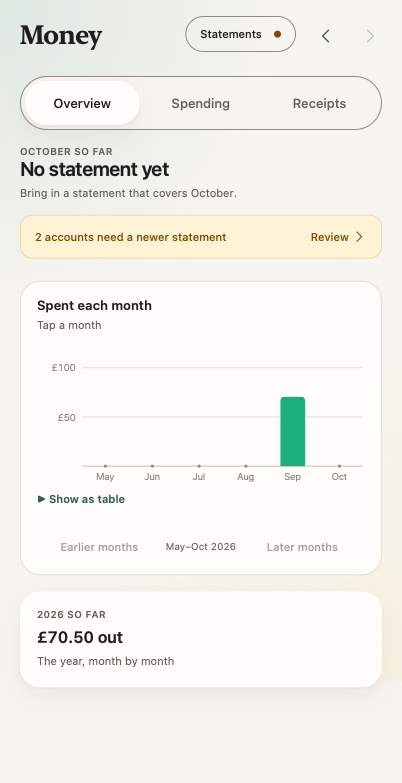 Money
Statements
Overview
Spending
Receipts
OCTOBER SO FAR
No statement yet
Bring in a statement that covers October.
2 accounts need a newer statement
Review
Spent each month
Tap a month
£100
£50
May Jun Jul Aug Sep Oct
Show as table
Earlier months
May–Oct 2026
Later months
2026 SO FAR
£70.50 out
The year, month by month